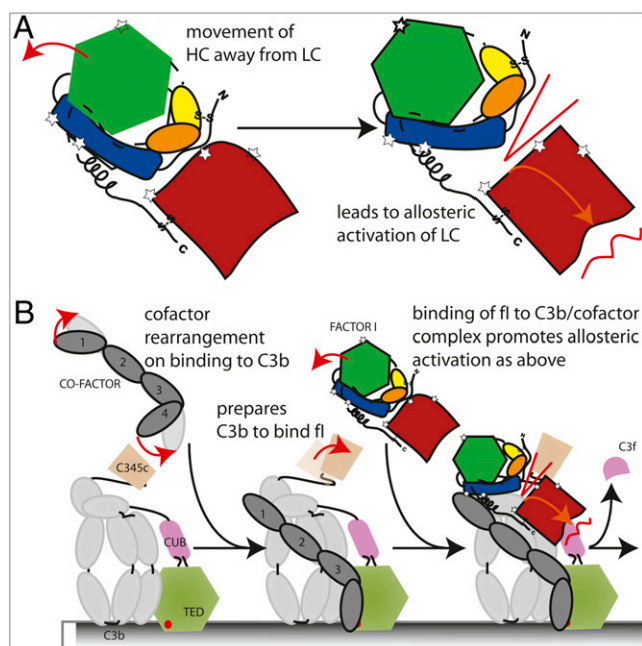 A
movement of
HC away from LC
N
S-S
S-S
C
N
S-S
leads to allosteric
activation of LC
S-S
C
B
cofactor
rearrangement
on binding to C3b
1
2
3
4
CO-FACTOR
C345c
CUB
TED
C3b
prepares
C3b to bind fI
1
2
3
FACTOR I
binding of fI to C3b/cofactor
complex promotes allosteric
activation as above
C3f